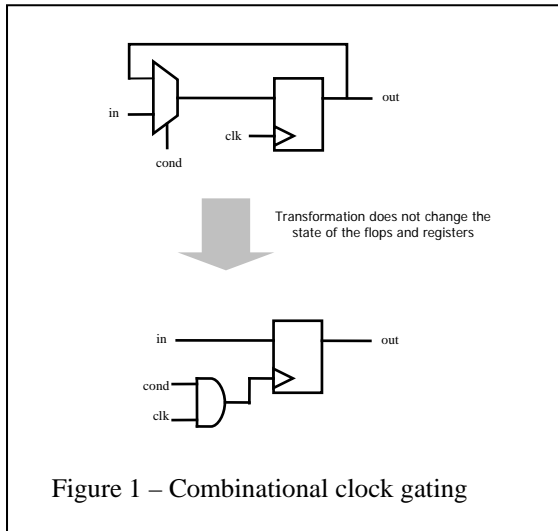 out
in
clk
cond
Transformation does not change the
state of the flops and registers
in
out
cond
clk
Figure 1 – Combinational clock gating